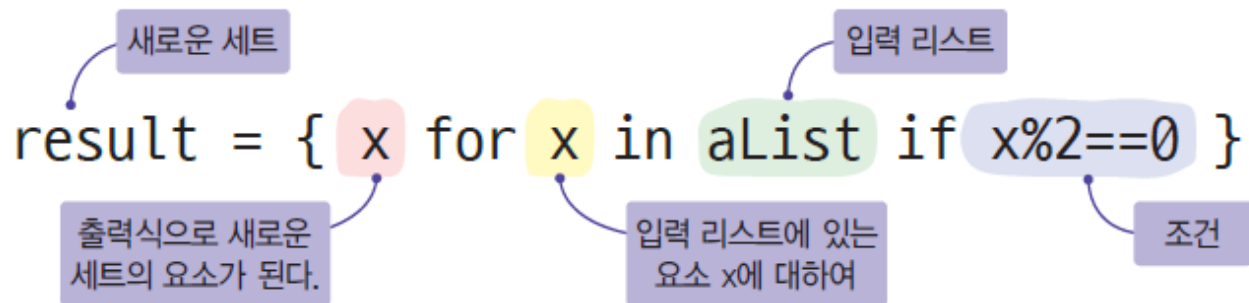 새로운 세트
입력 리스트
result = { x for x in aList if x%2==0 }
출력식으로 새로운
세트의 요소가 된다.
입력 리스트에 있는
요소 x에 대하여
조건